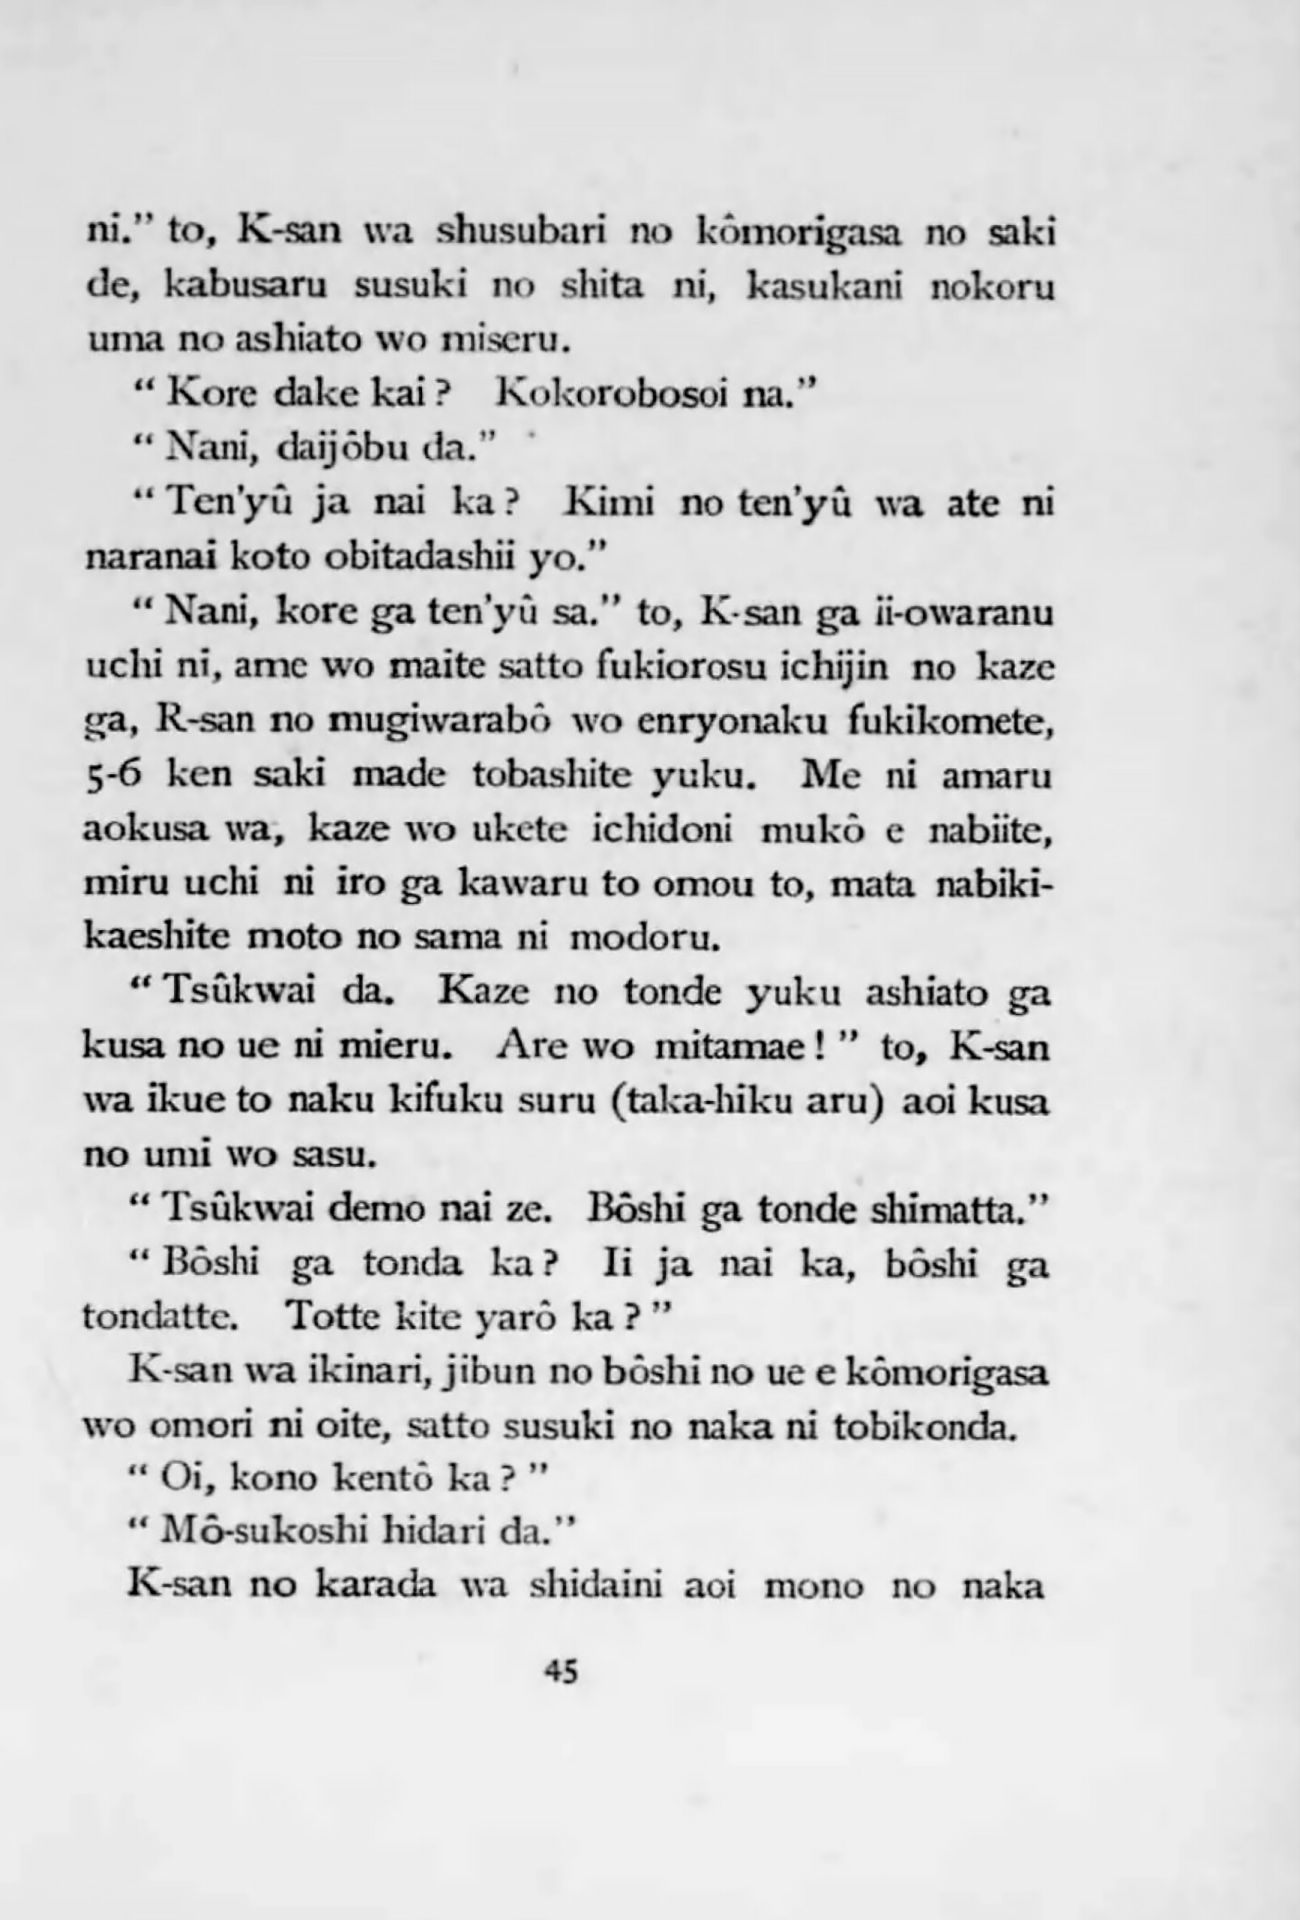 ni.” to, K-san wa shusubari no kômorigasa no saki
de, kabusaru susuki no shita ni, kasukani nokoru
uma no ashiato wo miseru.
“ Kore dake kai ? Kokorobosoi na.”
“ Nani, daijôbu da.”
“ Ten'yû ja nai ka ? Kimi no ten'yû wa ate ni
naranai koto obitadashii yo.”
“ Nani, kore ga ten'yû sa.” to, K-san ga ii-owaranu
uchi ni, ame wo maite satto fukiorosu ichijin no kaze
ga, R-san no mugiwarabô wo enryonaku fukikomete,
5-6 ken saki made tobashite yuku. Me ni amaru
aokusa wa, kaze wo ukete ichidoni mukô e nabiite,
miru uchi ni iro ga kawaru to omou to, mata nabiki-
kaeshite moto no sama ni modoru.
“ Tsûkwai da. Kaze no tonde yuku ashiato ga
kusa no ue ni mieru. Are wo mitamae ! ” to, K-san
wa ikue to naku kifuku suru (taka-hiku aru) aoi kusa
no umi wo sasu.
“ Tsûkwai demo nai ze. Bôshi ga tonde shimatta.”
“ Bôshi ga tonda ka ? Ii ja nai ka, bôshi ga
tondatte. Totte kite yarô ka ? ”
K-san wa ikinari, jibun no bôshi no ue e kômorigasa
wo omori ni oite, satto susuki no naka ni tobikonda.
“ Oi, kono kentô ka ? ”
“ Mô-sukoshi hidari da.”
K-san no karada wa shidaini aoi mono no naka
45